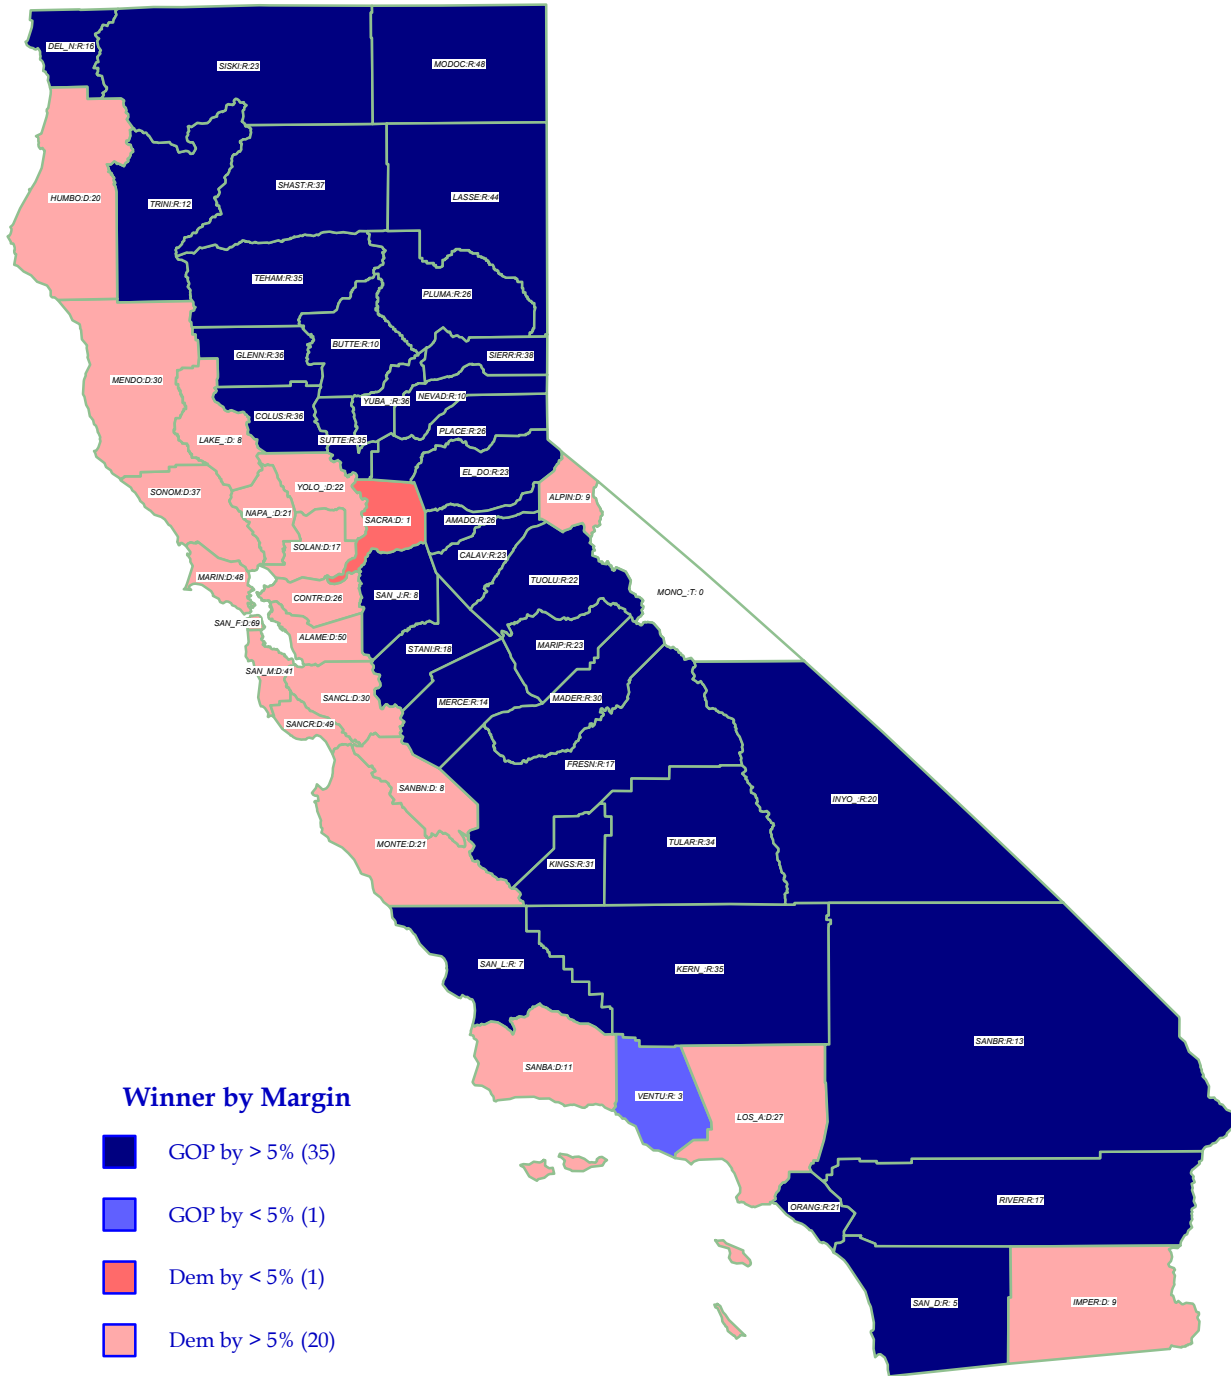 DEL_N:R:16
SISKI:R:23
MODOC:R:48
HUMBO:D:20
TRINI:R:12
SHAST:R:37
LASSE:R:44
TEHAM:R:35
PLUMA:R:26
BUTTE:R:10
GLENN:R:36
SIERR:R:38
MENDO:D:30
YUBA_:R:36
NEVAD:R:10
COLUS:R:36
PLACE:R:26
LAKE_:D: 8
SUTTE:R:35
EL_DO:R:23
YOLO_:D:22
SONOM:D:37
ALPIN:D: 9
NAPA_:D:21
SACRA:D: 1
AMADO:R:26
SOLAN:D:17
CALAV:R:23
MARIN:D:48
TUOLU:R:22
MONO_:T: 0
CONTR:D:26
SAN_J:R: 8
SAN_F:D:69
ALAME:D:50
STANI:R:18
MARIP:R:23
SAN_M:D:41
SANCL:D:30
MERCE:R:14
MADER:R:30
SANCR:D:49
FRESN:R:17
SANBN:D: 8
INYO_:R:20
MONTE:D:21
TULAR:R:34
KINGS:R:31
SAN_L:R: 7
KERN_:R:35
SANBR:R:13
SANBA:D:11
VENTU:R: 3
LOS_A:D:27
Winner by Margin
GOP by > 5% (35)
RIVER:R:17
ORANG:R:21
GOP by < 5% (1)
Dem by < 5% (1)
SAN_D:R: 5
IMPER:D: 9
Dem by > 5% (20)